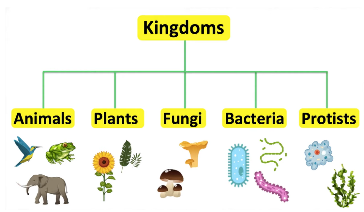 Kingdoms
Animals
Plants
Fungi
Bacteria
Protists